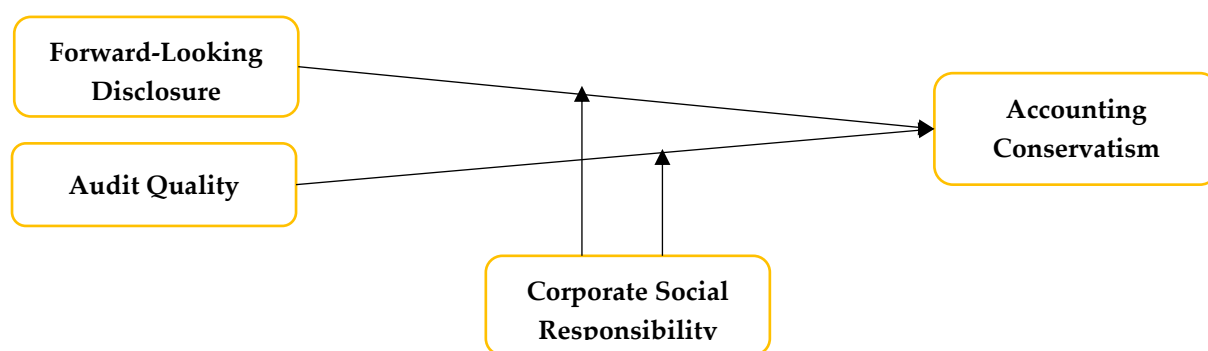 Forward-Looking
Disclosure
Accounting
Conservatism
Audit Quality
Corporate Social
Responsibility